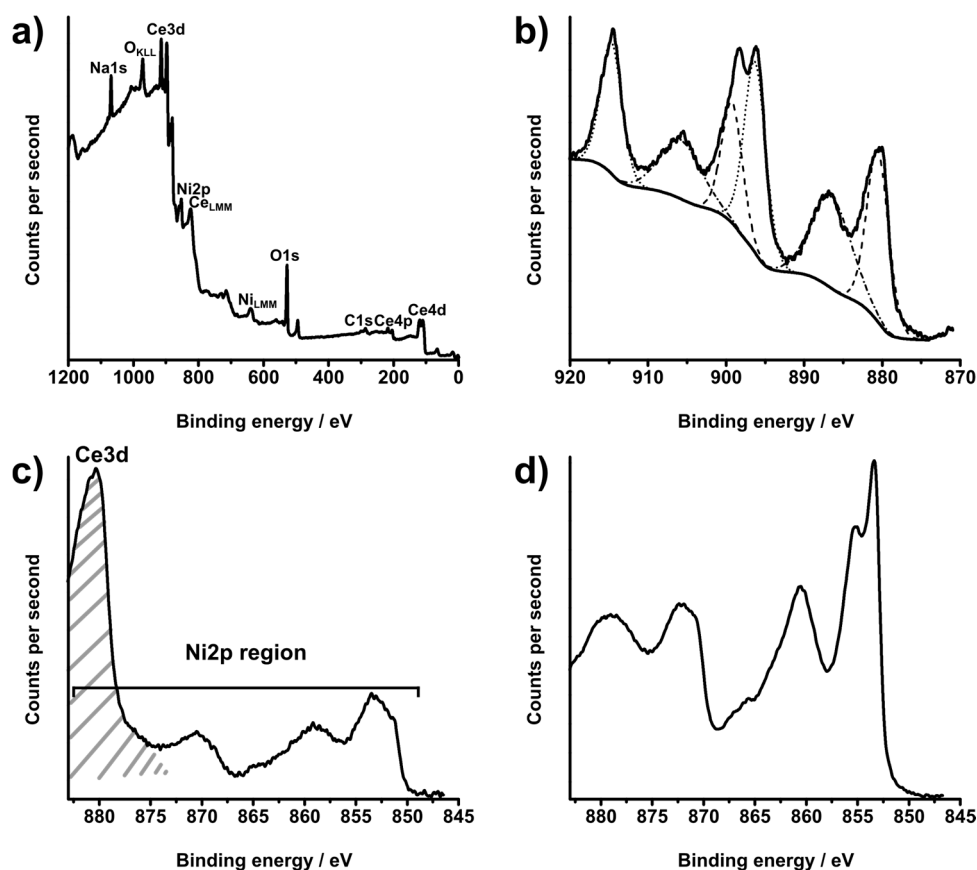 a)
Counts per second
Na1s
OKLL
Ce3d
Ni2p
CeLMM
NiLMM
O1s
C1s
Ce4p
Ce4d
1200 1000 800 600 400 200 0
Binding energy / eV
b)
Counts per second
920 910 900 890 880 870
Binding energy / eV
c)
Counts per second
Ce3d
Ni2p region
880 875 870 865 860 855 850 845
Binding energy / eV
d)
Counts per second
880 875 870 865 860 855 850 845
Binding energy / eV